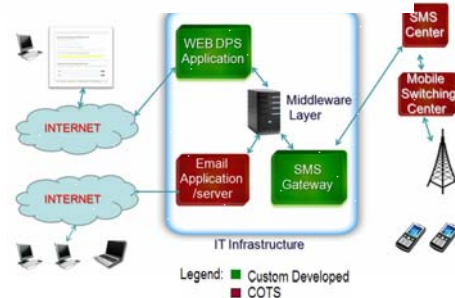 WEB DPS
Application
SMS
Center
Middleware
Layer
Mobile
Switching
Center
INTERNET
Email
Application
/server
SMS
Gateway
INTERNET
IT Infrastructure
Legend:
Custom Developed
COTS